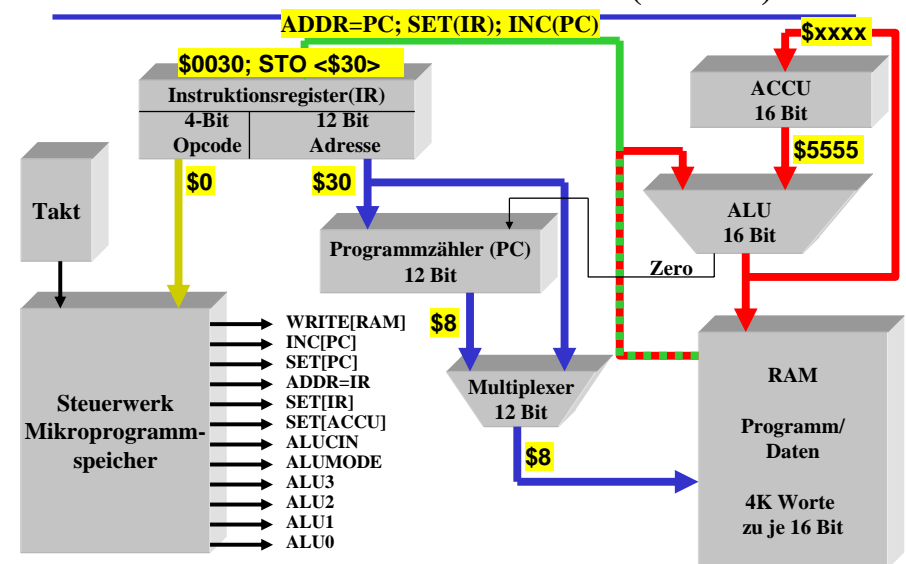 ADDR=PC; SET(IR); INC(PC)
$xxxx
$0030; STO <$30>
Instruktionsregister(IR)
4-Bit
Opcode
12 Bit
Adresse
ACCU
16 Bit
$5555
$0
$30
Takt
ALU
16 Bit
Programmzähler (PC)
12 Bit
Zero
$8
WRITE[RAM]
INC[PC]
SET[PC]
ADDR=IR
SET[IR]
SET[ACCU]
ALUCIN
ALUMODE
ALU3
ALU2
ALU1
ALU0
Steuerwerk
Mikroprogramm-
speicher
Multiplexer
12 Bit
$8
RAM
Programm/
Daten
4K Worte
zu je 16 Bit